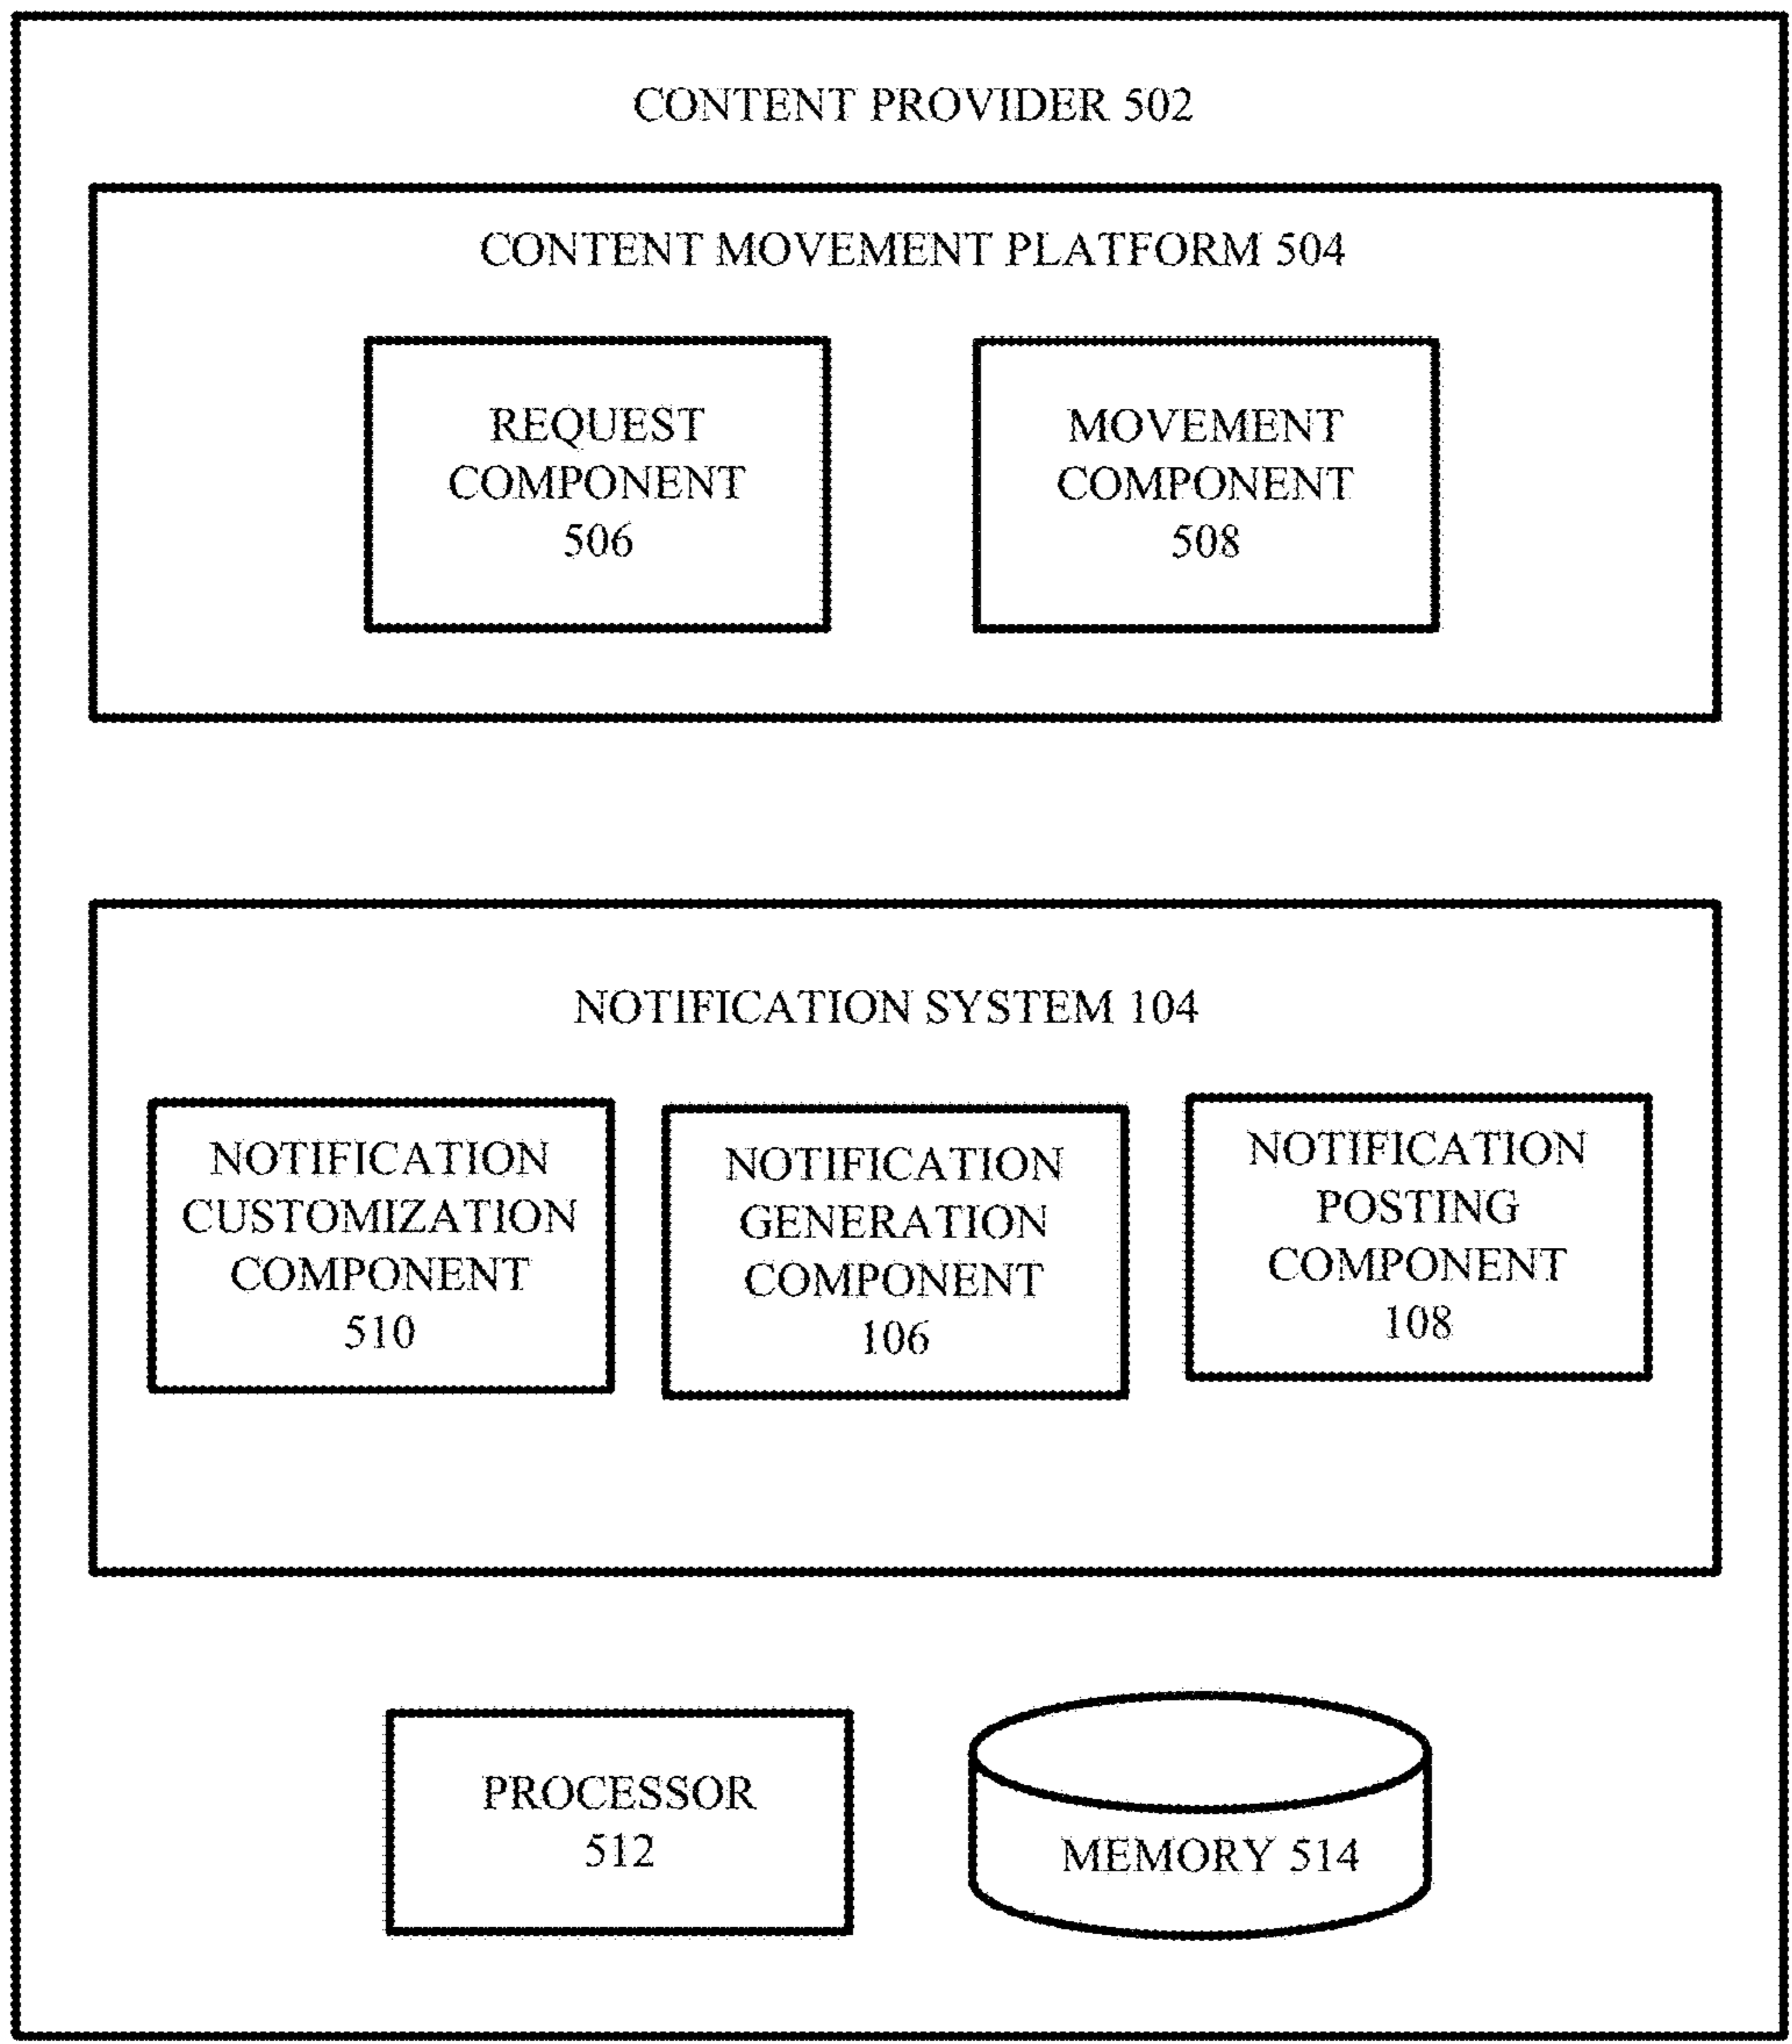 CONTENT PROVIDER 502
CONTENT MOVEMENT PLATFORM 504
REQUEST
COMPONENT
506
MOVEMENT
COMPONENT
508
NOTIFICATION SYSTEM 104
NOTIFICATION
CUSTOMIZATION
COMPONENT
510
NOTIFICATION
GENERATION
COMPONENT
106
NOTIFICATION
POSTING
COMPONENT
108
PROCESSOR
512
MEMORY 514